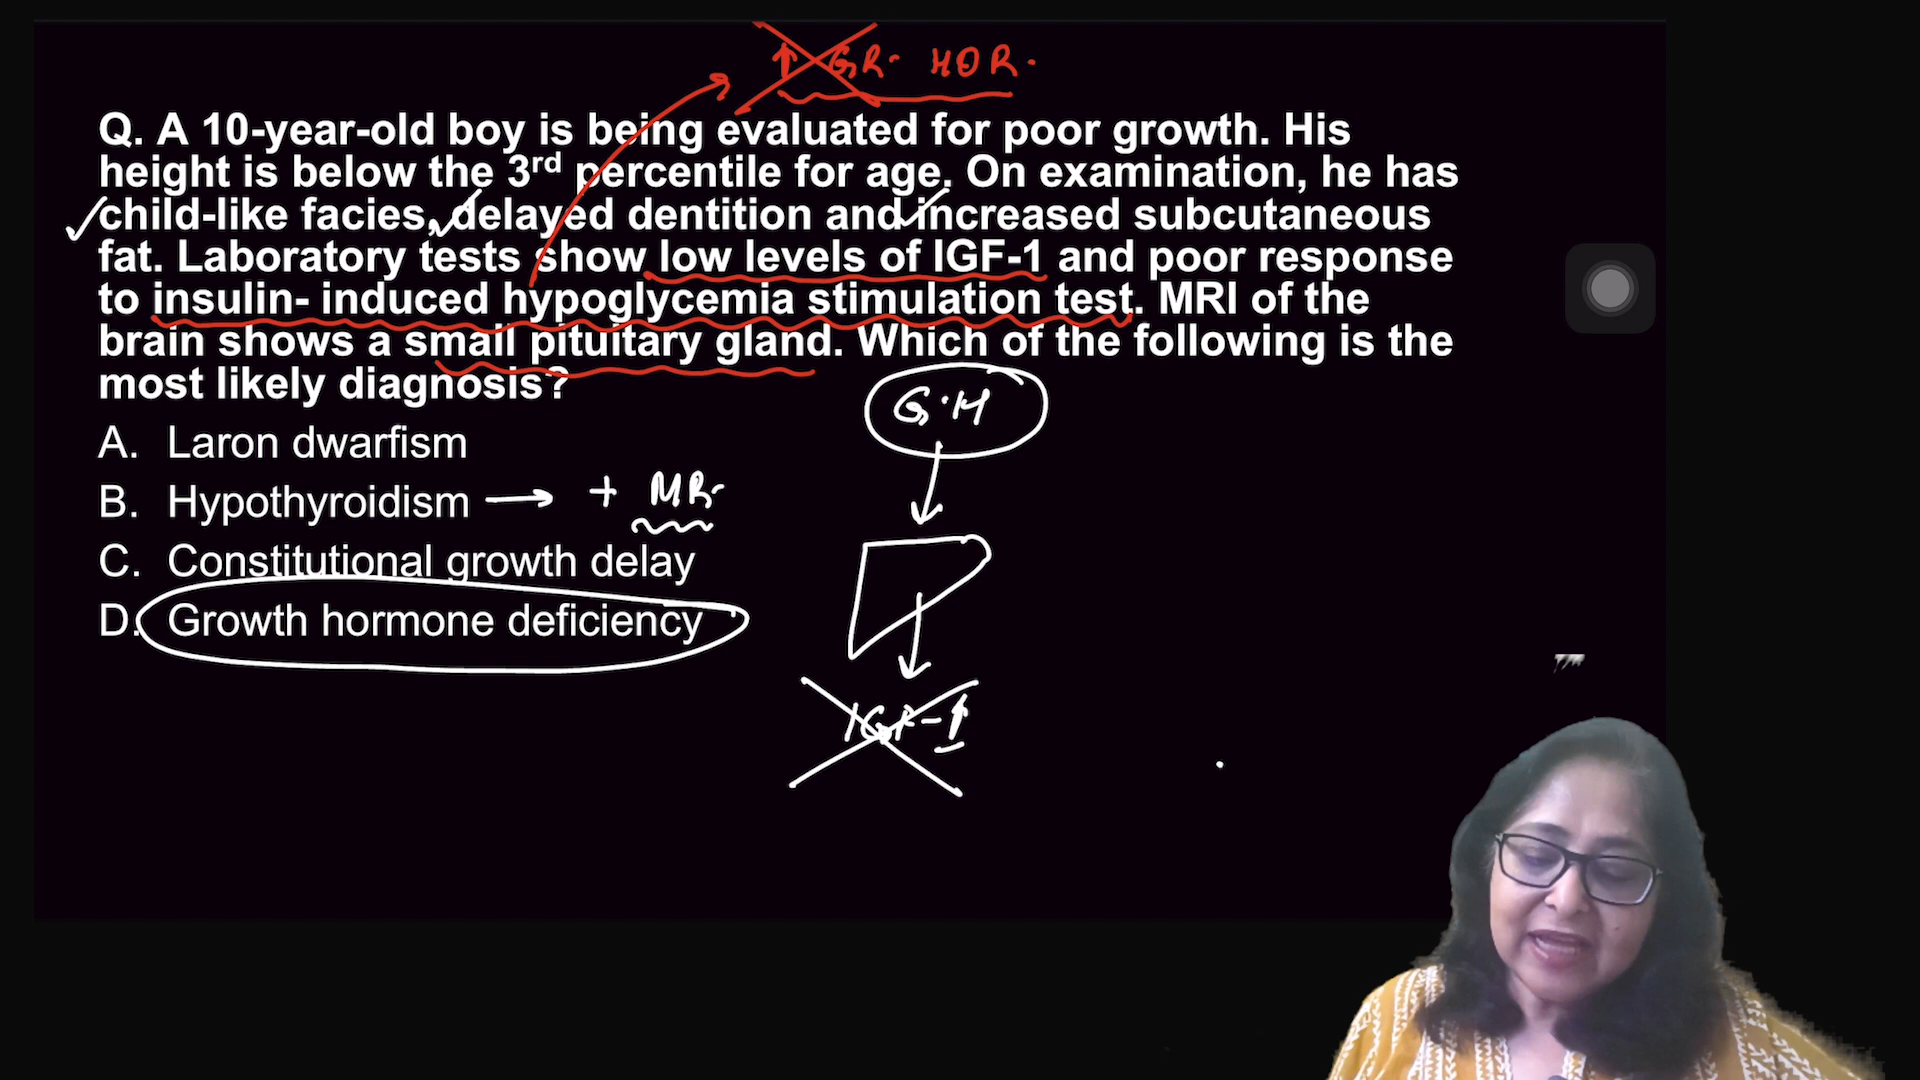 ↑ GR. HOR.
Q. A 10-year-old boy is being evaluated for poor growth. His
height is below the 3rd percentile for age. On examination, he has
child-like facies, delayed dentition and increased subcutaneous
fat. Laboratory tests show low levels of IGF-1 and poor response
to insulin- induced hypoglycemia stimulation test. MRI of the
brain shows a small pituitary gland. Which of the following is the
most likely diagnosis?
G.H
A. Laron dwarfism
B. Hypothyroidism → + MR
C. Constitutional growth delay
D. Growth hormone deficiency
IGF-1